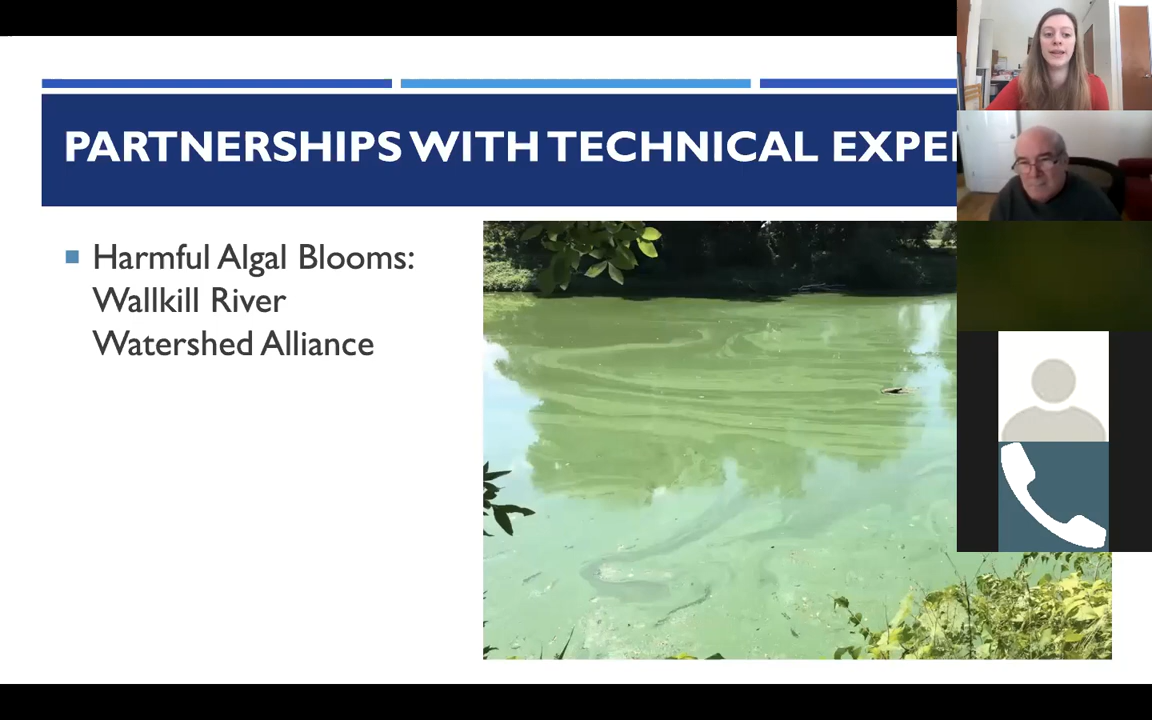 PARTNERSHIPS WITH TECHNICAL EXPE
Harmful Algal Blooms:
Wallkill River
Watershed Alliance